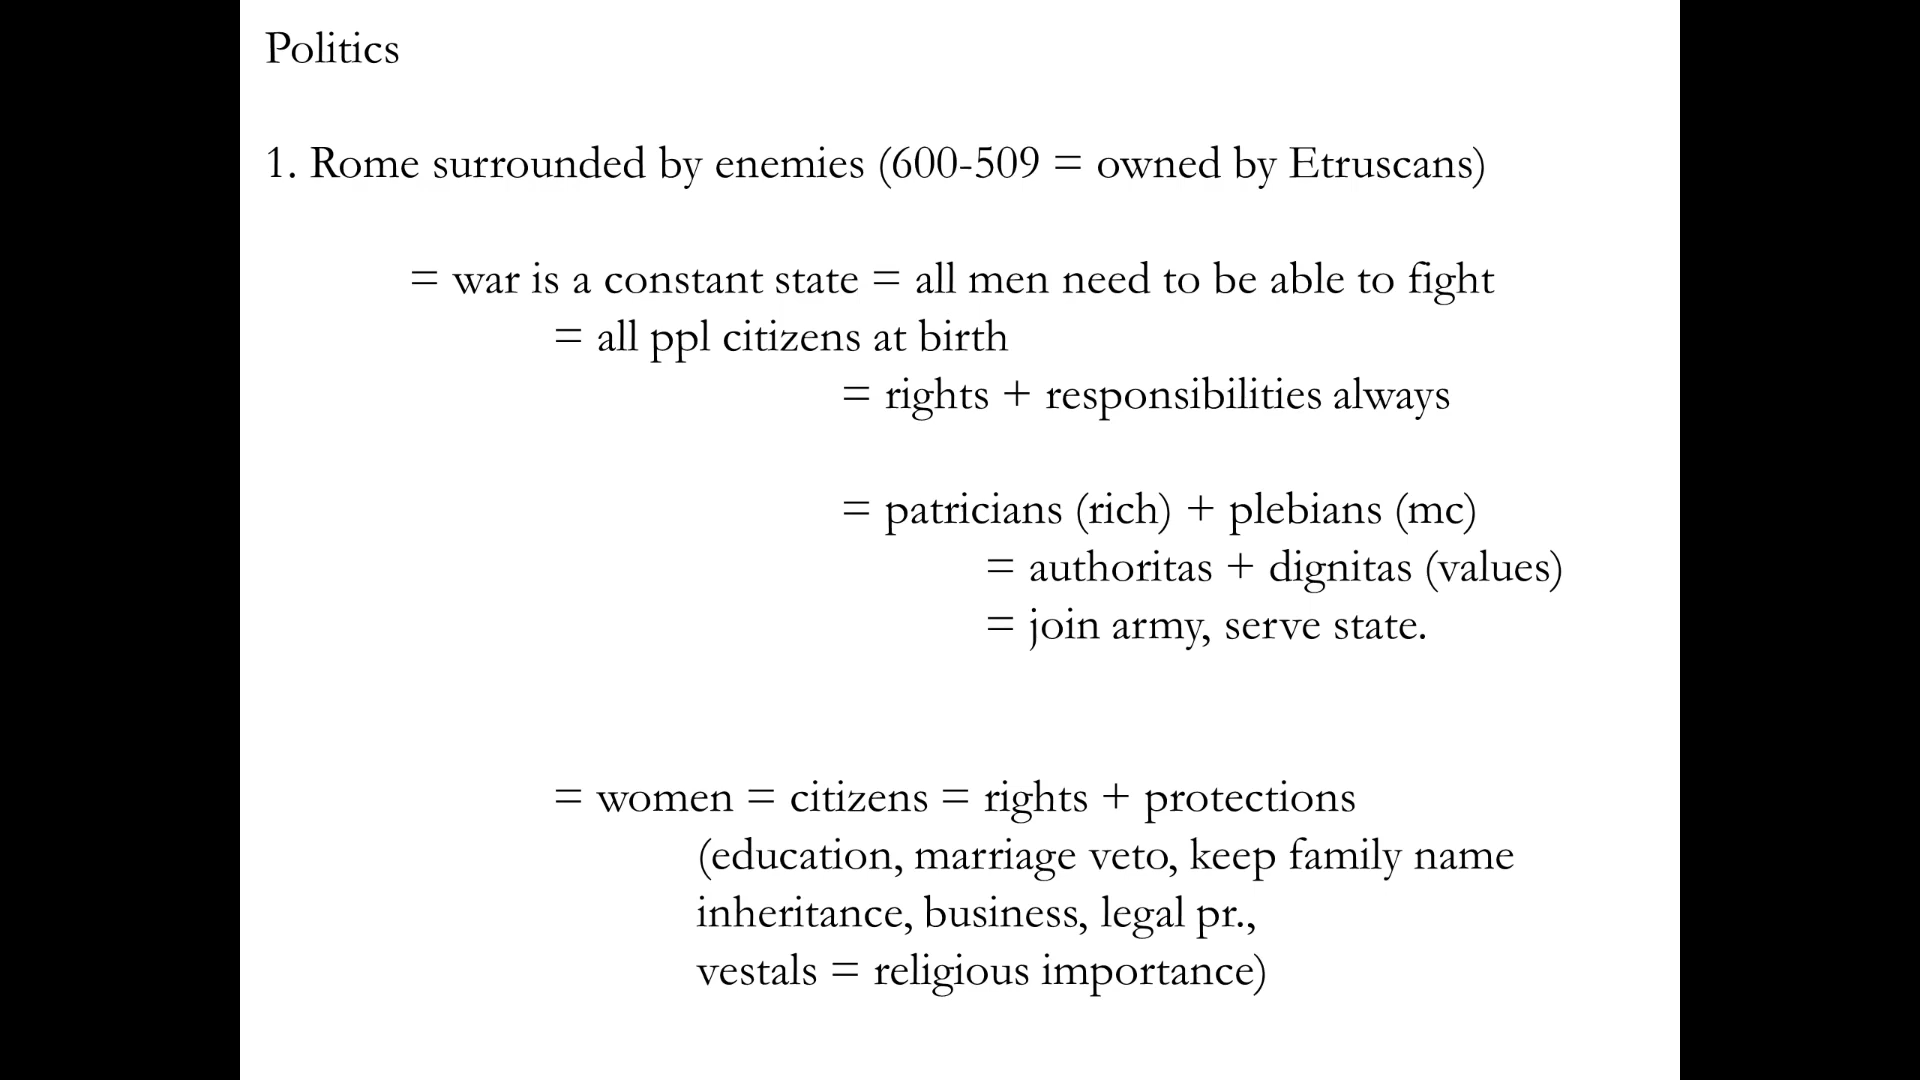 Politics
1. Rome surrounded by enemies (600-509 = owned by Etruscans)
= war is a constant state = all men need to be able to fight
= all ppl citizens at birth
= rights + responsibilities always
= patricians (rich) + plebians (mc)
= authoritas + dignitas (values)
= join army, serve state.
= women = citizens = rights + protections
(education, marriage veto, keep family name
inheritance, business, legal pr.,
vestals = religious importance)